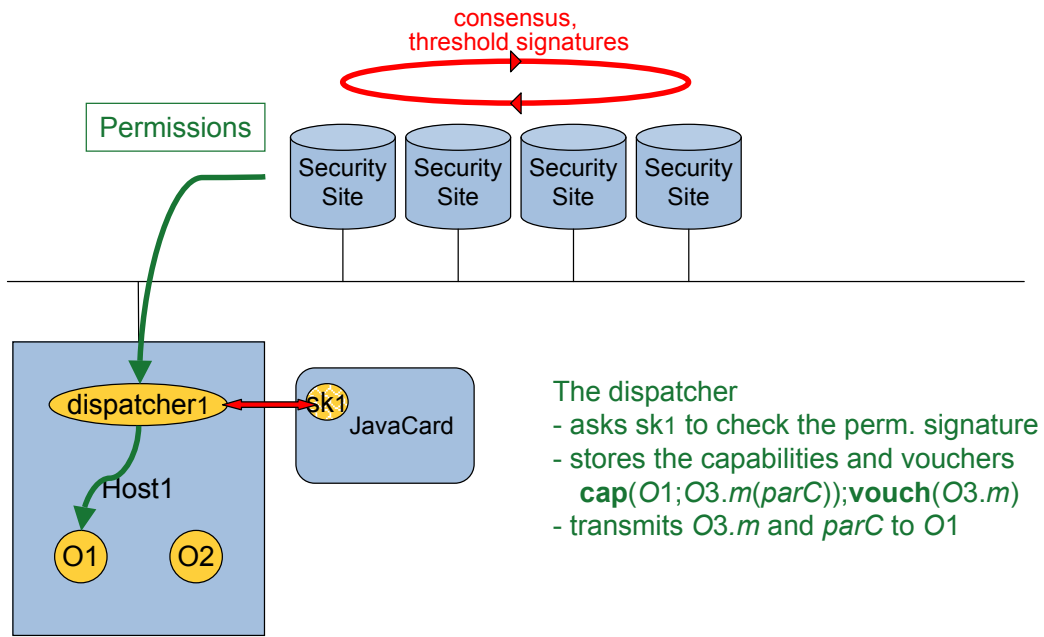 consensus,
threshold signatures
Permissions
Security
Site
Security
Site
Security
Site
Security
Site
dispatcher1
sk1
JavaCard
Host1
O1
O2
The dispatcher
- asks sk1 to check the perm. signature
- stores the capabilities and vouchers
cap(O1;O3.m(parC));vouch(O3.m)
- transmits O3.m and parC to O1